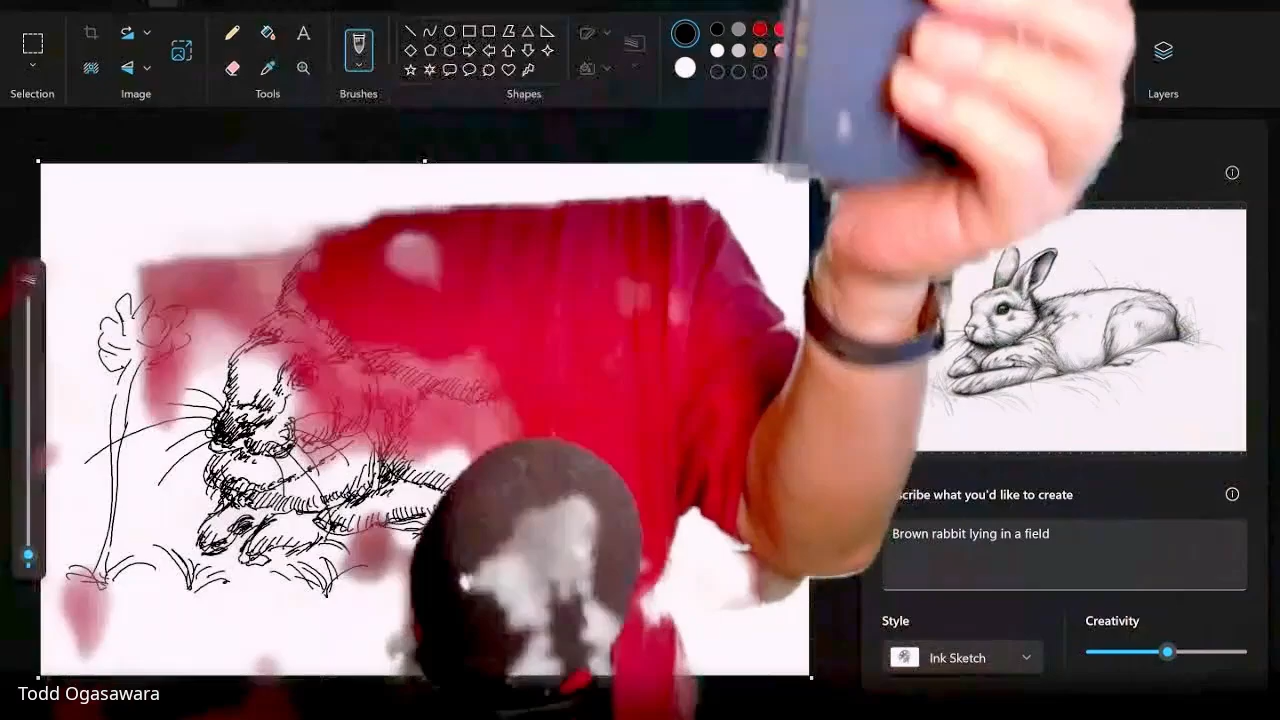 Selection
Image
Tools
Brushes
Shapes
Layers
scribe what you'd like to create
Brown rabbit lying in a field
Style
Creativity
Ink Sketch
Todd Ogasawara